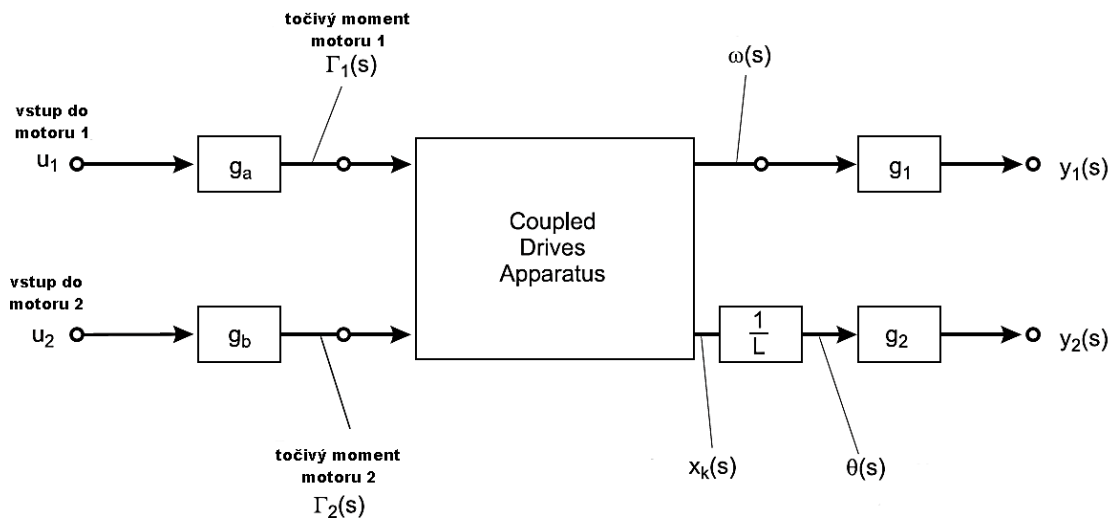 točivý moment
motoru 1
Γ₁(s)
ω(s)
vstup do
motoru 1
u₁
gₐ
g₁
y₁(s)
Coupled
Drives
Apparatus
vstup do
motoru 2
u₂
g_b
1
L
g₂
y₂(s)
točivý moment
motoru 2
Γ₂(s)
xₖ(s)
θ(s)